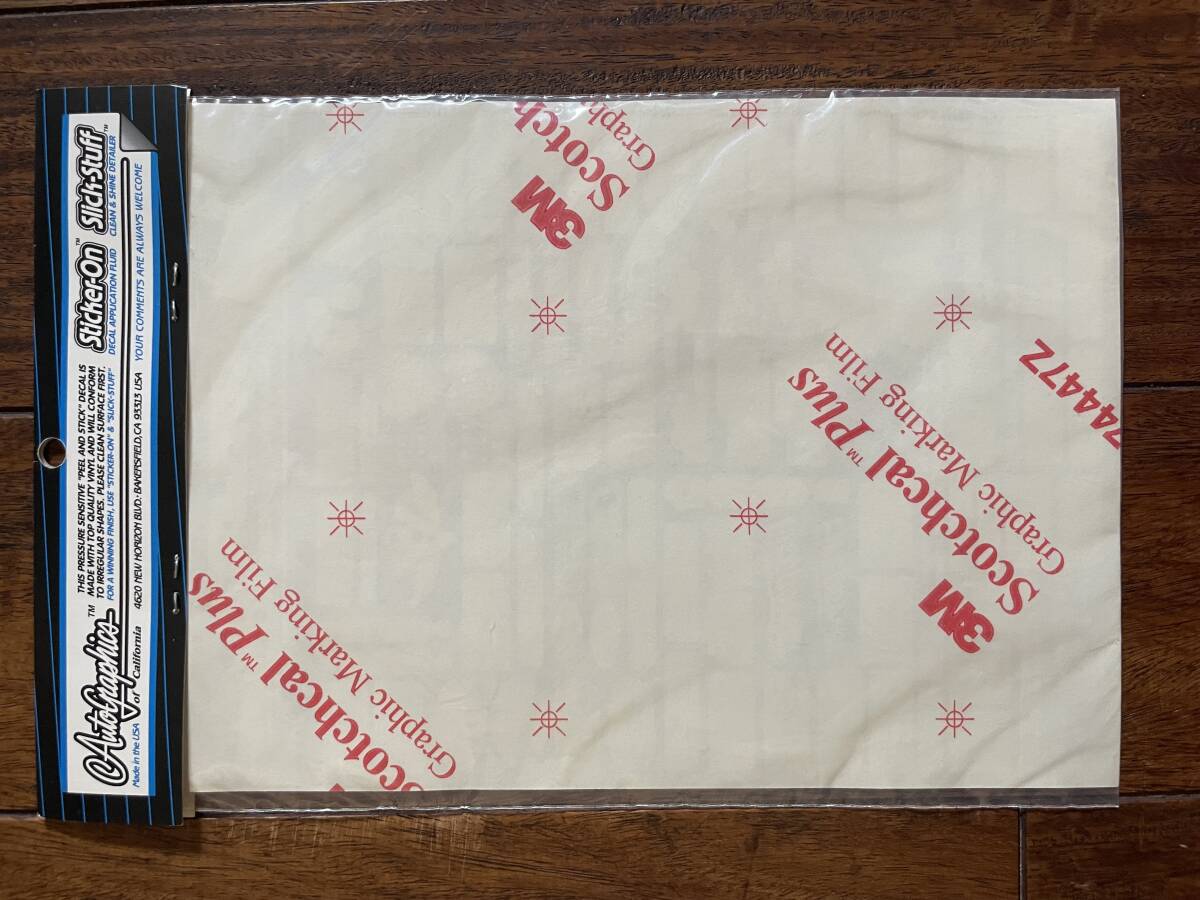 AutoGraphics™
of California
Made in the USA
THIS PRESSURE SENSITIVE "PEEL AND STICK" DECAL IS
MADE WITH TOP QUALITY VINYL AND WILL CONFORM
TO IRREGULAR SHAPES. PLEASE CLEAN SURFACE FIRST.
FOR A WINNING FINISH, USE "STICKER-ON" & "SLICK-STUFF"
Sticker-On™
DECAL APPLICATION FLUID
Slick-Stuff™
CLEAN & SHINE DETAILER
4620 NEW HORIZON BLVD.· BAKERSFIELD, CA 93313 USA
YOUR COMMENTS ARE ALWAYS WELCOME
3M
Scotch
Graphic
3M
Scotchcal™ Plus
Graphic Marking Film
74447Z
Scotchcal™ Plus
Graphic Marking Film